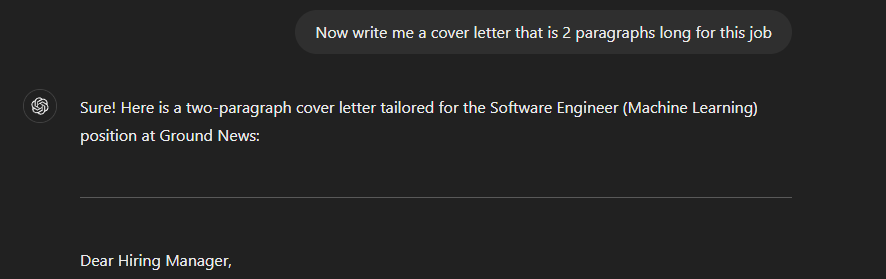 Now write me a cover letter that is 2 paragraphs long for this job
Sure! Here is a two-paragraph cover letter tailored for the Software Engineer (Machine Learning)
position at Ground News:
Dear Hiring Manager,